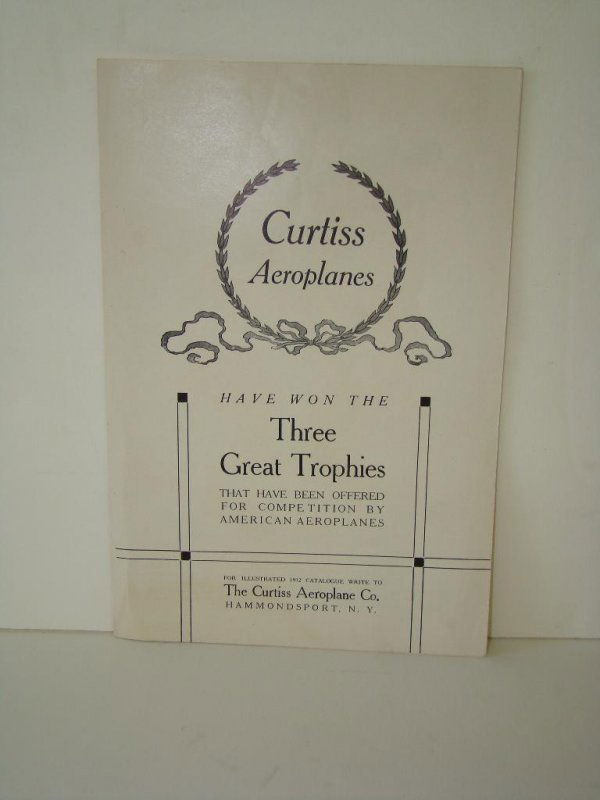 Curtiss
Aeroplanes
HAVE WON THE
Three
Great Trophies
THAT HAVE BEEN OFFERED
FOR COMPETITION BY
AMERICAN AEROPLANES
FOR ILLUSTRATED 1912 CATALOGUE WRITE TO
The Curtiss Aeroplane Co.
HAMMONDSPORT, N. Y.